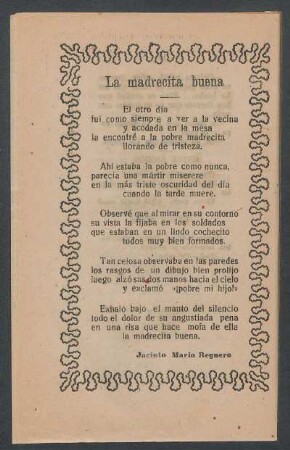 La madrecita buena
El otro día
fui como siempre a ver a la vecina
y acodada en la mesa
la encontré a la pobre madrecita
llorando de tristeza.
Ahí estaba la pobre como nunca,
parecía una mártir miserere
en la más triste oscuridad del día
cuando la tarde muere.
Observé que al mirar en su contorno
su vista la fijaba en los soldados
que estaban en un lindo cochecito
todos muy bien formados.
Tan celosa observaba en las paredes
los rasgos de un dibujo bien prolijo
luego alzó sus dos manos hacia el cielo
y exclamó ¡pobre mi hijo!
Exhaló bajo el manto del silencio
todo el dolor de su angustiada pena
en una risa que hace mofa de ella
la madrecita buena.
Jacinto Mario Reguero